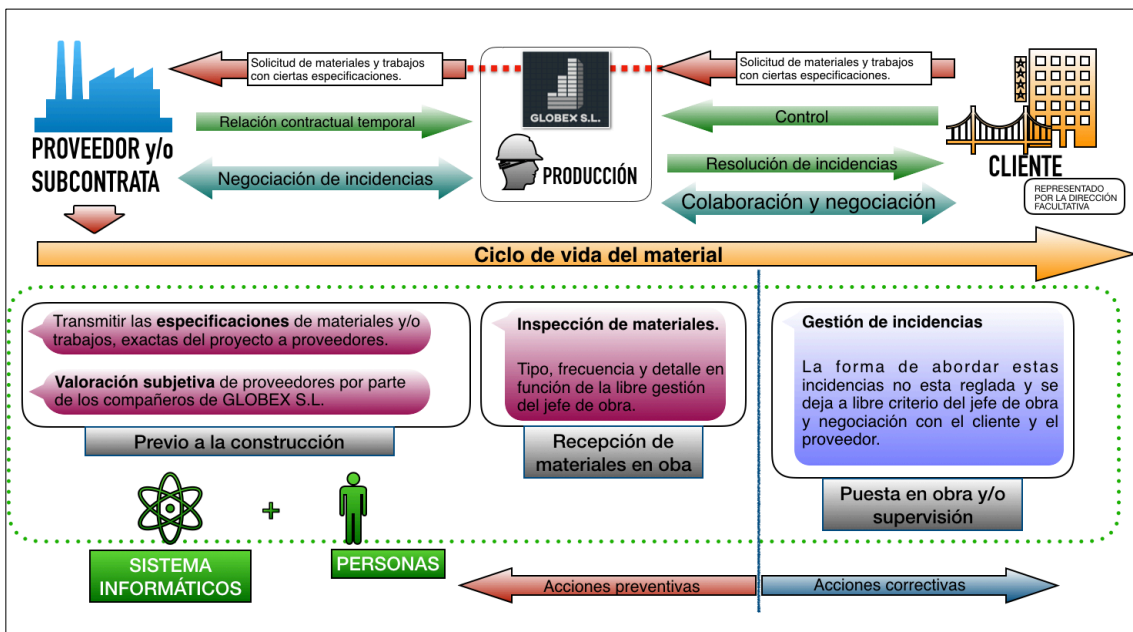 Solicitud de materiales y trabajos
con ciertas especificaciones.
GLOBEX S.L.
Solicitud de materiales y trabajos
con ciertas especificaciones.
Relación contractual temporal
Control
PROVEEDOR y/o
SUBCONTRATA
Negociación de incidencias
PRODUCCIÓN
Resolución de incidencias
CLIENTE
Colaboración y negociación
REPRESENTADO
POR LA DIRECCIÓN
FACULTATIVA
Ciclo de vida del material
Transmitir las especificaciones de materiales y/o
trabajos, exactas del proyecto a proveedores.
Valoración subjetiva de proveedores por parte
de los compañeros de GLOBEX S.L.
Previo a la construcción
Inspección de materiales.
Tipo, frecuencia y detalle en
función de la libre gestión
del jefe de obra.
Recepción de
materiales en oba
Gestión de incidencias
La forma de abordar estas
incidencias no esta reglada y se
deja a libre criterio del jefe de obra
y negociación con el cliente y el
proveedor.
Puesta en obra y/o
supervisión
+
SISTEMA
INFORMÁTICOS
PERSONAS
Acciones preventivas
Acciones correctivas